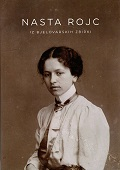 NASTA ROJC
IZ BJELOVARSKIH ZBIRKI